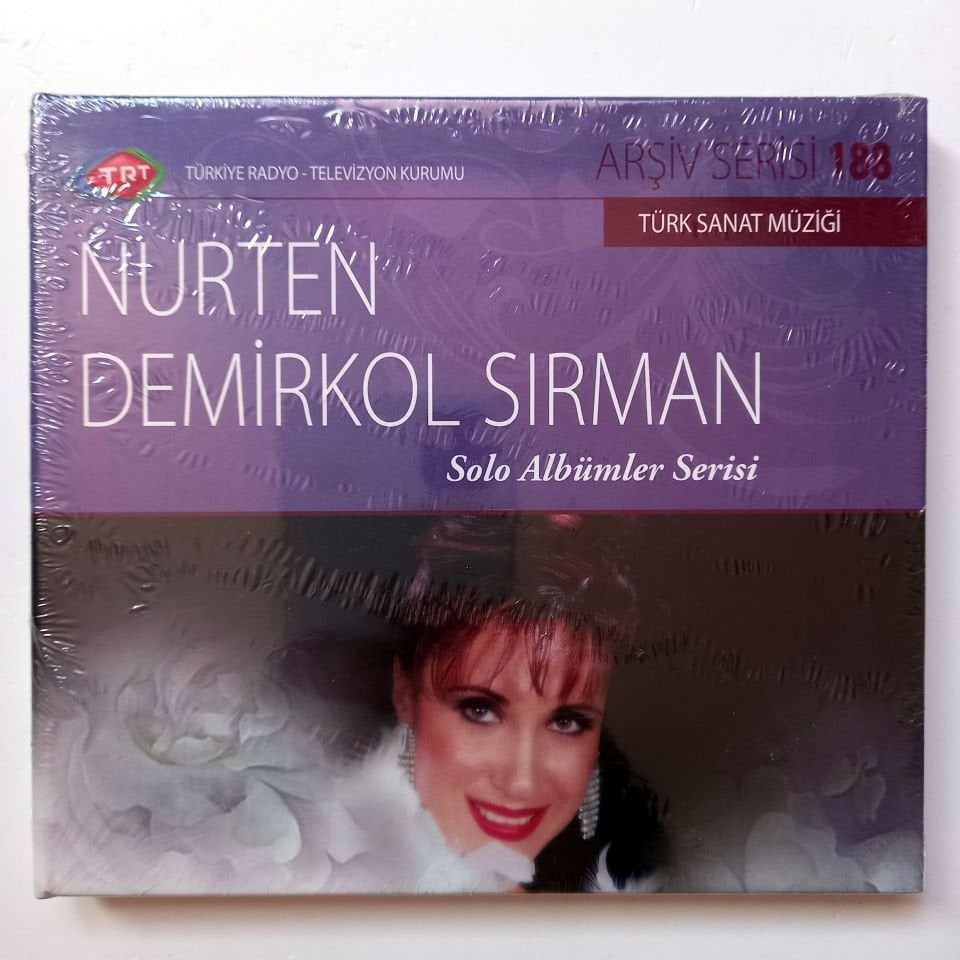 TRT
TÜRKİYE RADYO - TELEVİZYON KURUMU
ARŞİV SERİSİ 188
TÜRK SANAT MÜZİĞİ
NURTEN
DEMİRKOL SIRMAN
Solo Albümler Serisi